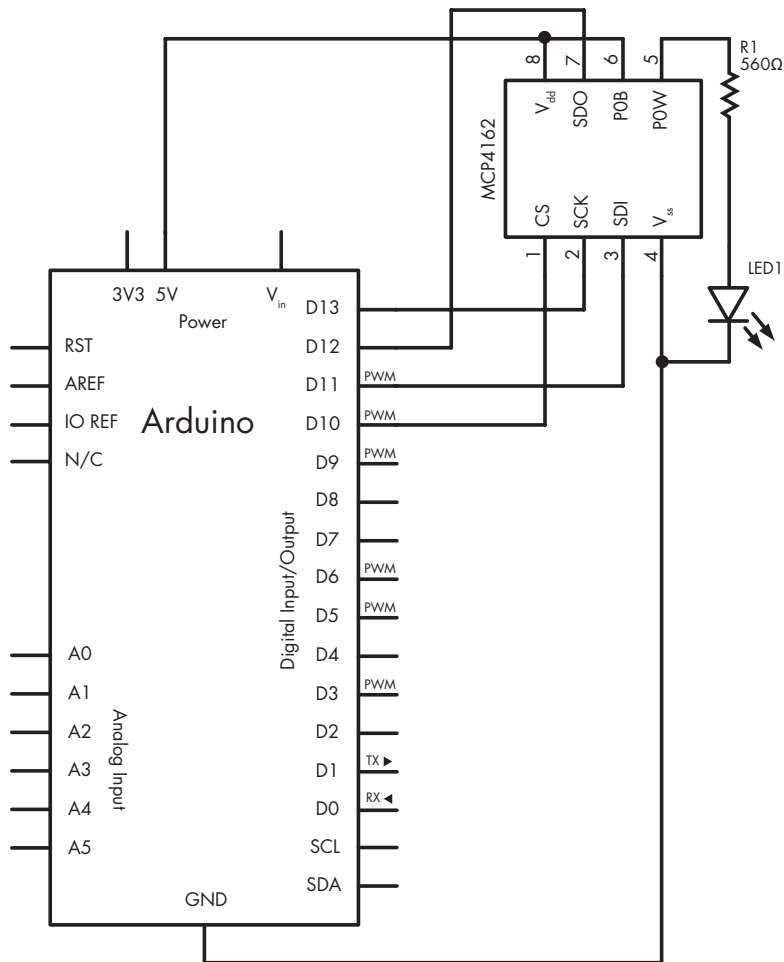 R1
560Ω
8
7
6
5
Vdd
SDO
P0B
P0W
MCP4162
CS
SCK
SDI
Vss
1
2
3
4
LED1
3V3
5V
Vin
Power
Arduino
RST
AREF
IO REF
N/C
A0
A1
A2
A3
A4
A5
Analog Input
Digital Input/Output
D13
D12
D11 PWM
D10 PWM
D9 PWM
D8
D7
D6 PWM
D5 PWM
D4
D3 PWM
D2
D1 TX ▶
D0 RX ◀
SCL
SDA
GND